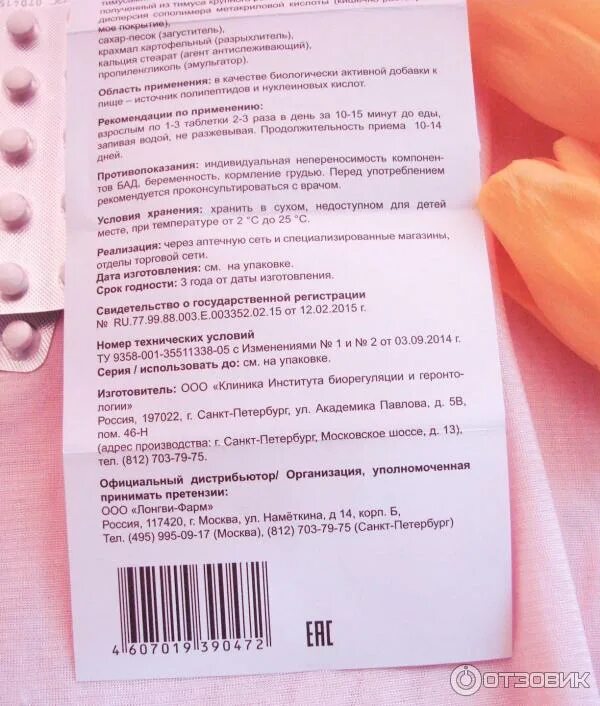 полученный из тимуса крупного
дисперсия сополимера метакриловой кислоты
мое покрытие),
сахар-песок (загуститель),
крахмал картофельный (разрыхлитель),
кальция стеарат (агент антислеживающий),
пропиленгликоль (эмульгатор).
Область применения: в качестве биологически активной добавки к
пище – источник полипептидов и нуклеиновых кислот.
Рекомендации по применению:
взрослым по 1-3 таблетки 2-3 раза в день за 10-15 минут до еды,
запивая водой, не разжевывая. Продолжительность приема 10-14
дней.
Противопоказания: индивидуальная непереносимость компонен-
тов БАД, беременность, кормление грудью. Перед употреблением
рекомендуется проконсультироваться с врачом.
Условия хранения: хранить в сухом, недоступном для детей
месте, при температуре от 2 °С до 25 °С.
Реализация: через аптечную сеть и специализированные магазины,
отделы торговой сети.
Дата изготовления: см. на упаковке.
Срок годности: 3 года от даты изготовления.
Свидетельство о государственной регистрации
№ RU.77.99.88.003.Е.003352.02.15 от 12.02.2015 г.
Номер технических условий
ТУ 9358-001-35511338-05 с Изменениями № 1 и № 2 от 03.09.2014 г.
Серия / использовать до: см. на упаковке.
Изготовитель: ООО «Клиника Института биорегуляции и геронто-
логии»
Россия, 197022, г. Санкт-Петербург, ул. Академика Павлова, д. 5В,
пом. 46-Н
(адрес производства: г. Санкт-Петербург, Московское шоссе, д. 13),
тел. (812) 703-79-75.
Официальный дистрибьютор/ Организация, уполномоченная
принимать претензии:
ООО «Лонгви-Фарм»
Россия, 117420, г. Москва, ул. Намёткина, д 14, корп. Б,
Тел. (495) 995-09-17 (Москва), (812) 703-79-75 (Санкт-Петербург)
4 607019 390472
ЕАС
ОТЗОВИК